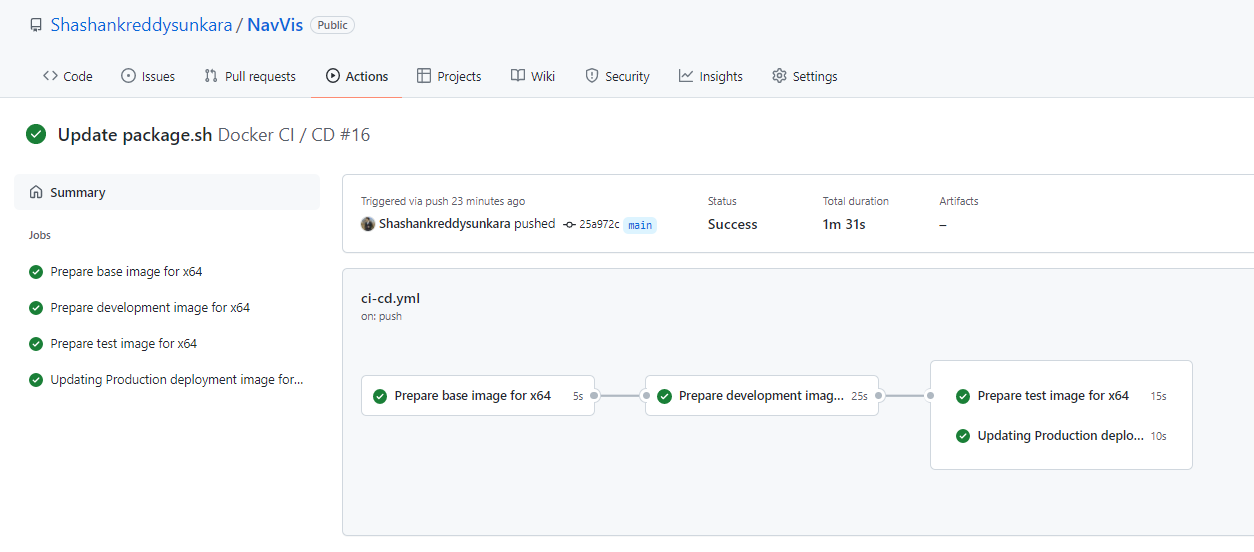 Shashankreddysunkara / NavVis Public
Code Issues Pull requests Actions Projects Wiki Security Insights Settings
Update package.sh Docker CI / CD #16
Summary
Jobs
Prepare base image for x64
Prepare development image for x64
Prepare test image for x64
Updating Production deployment image for...
Triggered via push 23 minutes ago
Shashankreddysunkara pushed 25a972c main
Status
Success
Total duration
1m 31s
Artifacts
–
ci-cd.yml
on: push
Prepare base image for x64 5s
Prepare development imag... 25s
Prepare test image for x64 15s
Updating Production deplo... 10s